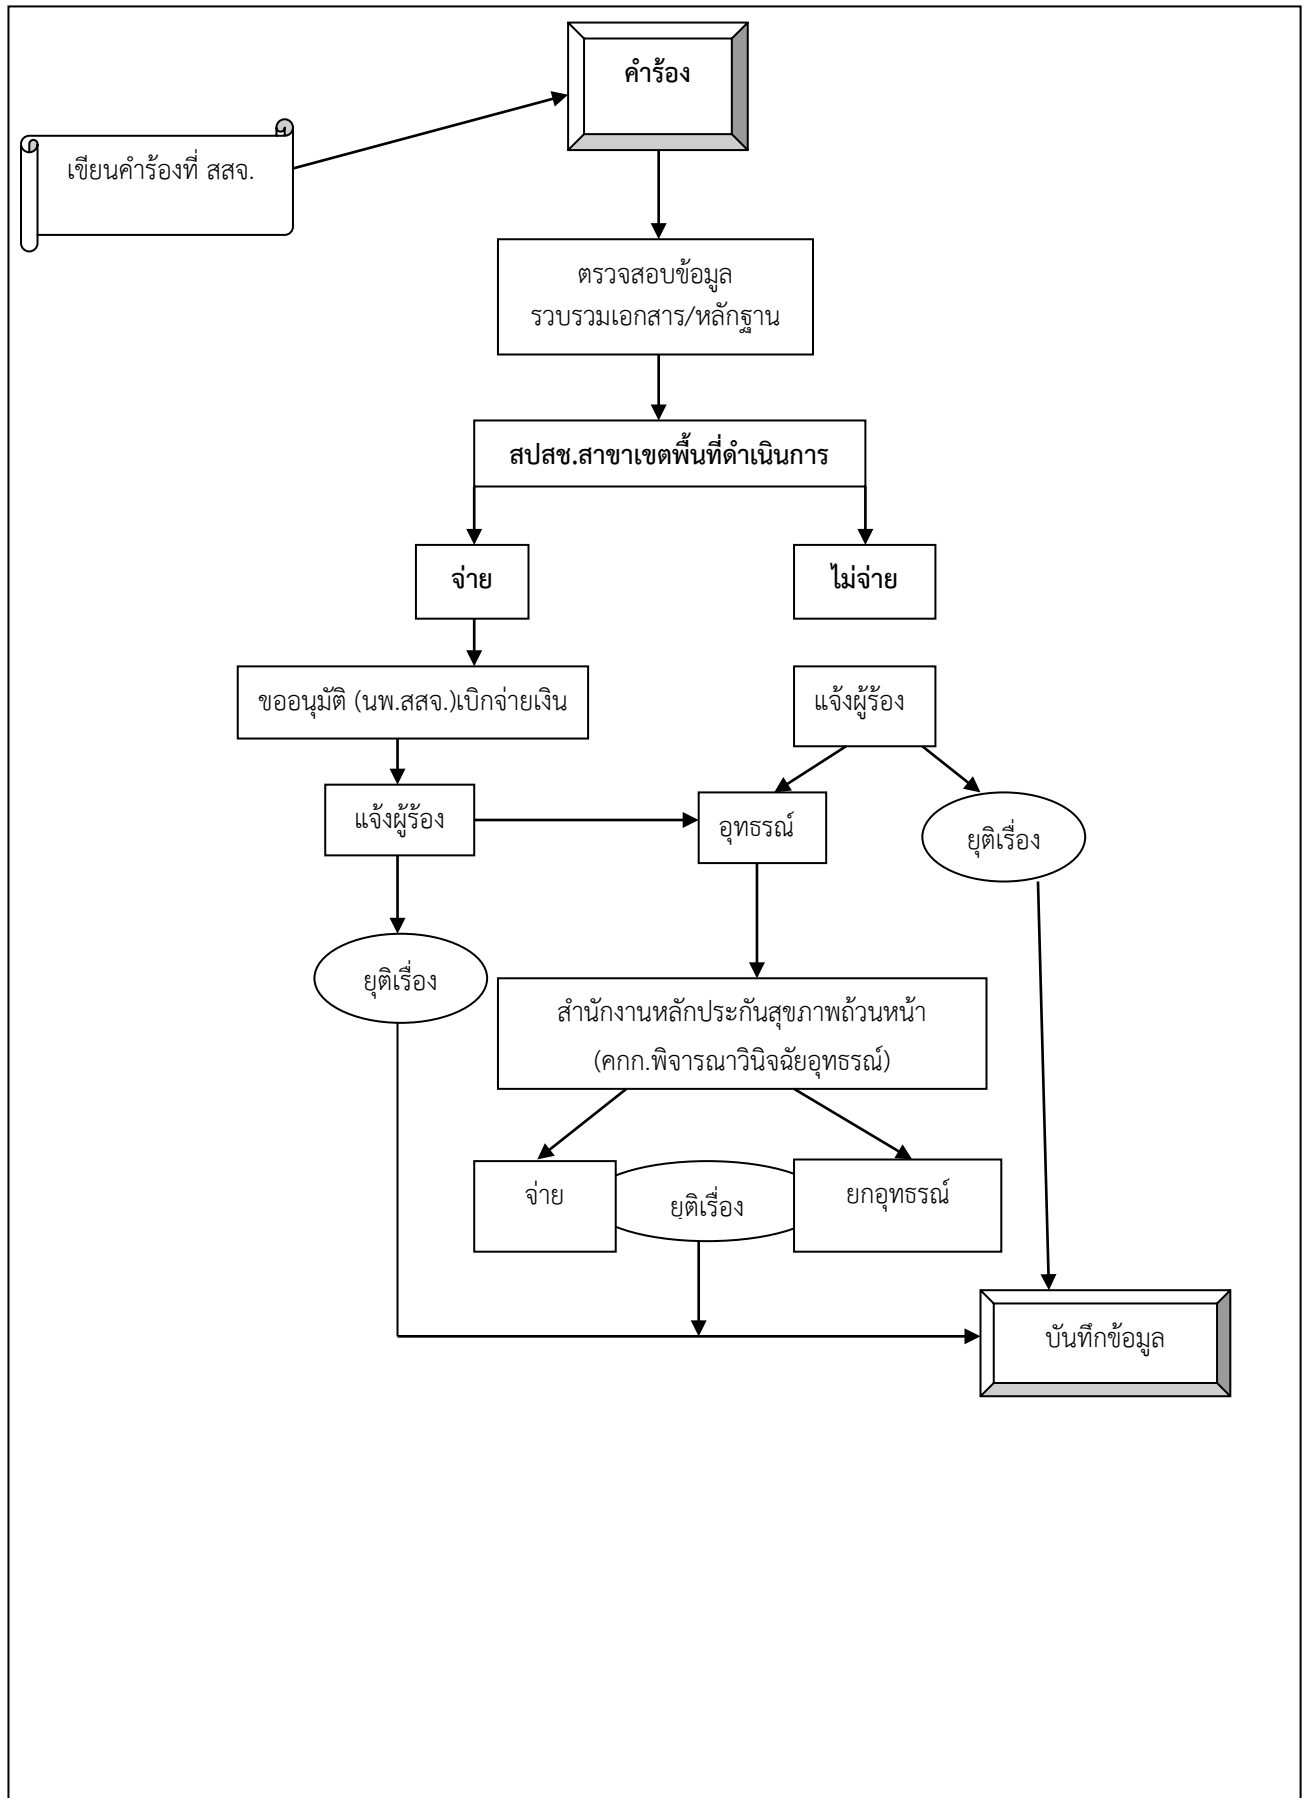 คำร้อง
เขียนคำร้องที่ สสจ.
ตรวจสอบข้อมูล
รวบรวมเอกสาร/หลักฐาน
สปสช.สาขาเขตพื้นที่ดำเนินการ
จ่าย
ไม่จ่าย
ขออนุมัติ (นพ.สสจ.)เบิกจ่ายเงิน
แจ้งผู้ร้อง
แจ้งผู้ร้อง
อุทธรณ์
ยุติเรื่อง
ยุติเรื่อง
สำนักงานหลักประกันสุขภาพถ้วนหน้า
(คกก.พิจารณาวินิจฉัยอุทธรณ์)
จ่าย
ยุติเรื่อง
ยกอุทธรณ์
บันทึกข้อมูล